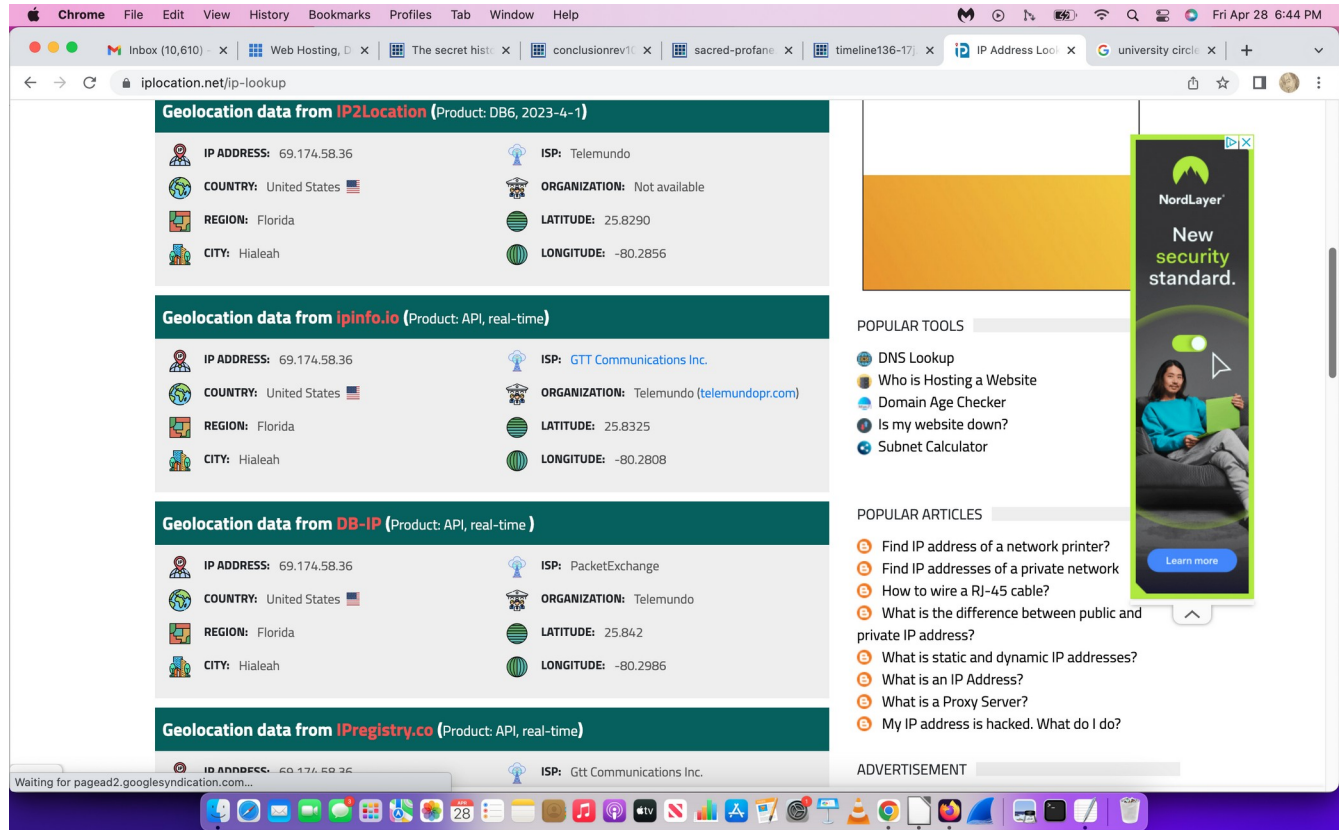 Chrome File Edit View History Bookmarks Profiles Tab Window Help Fri Apr 28 6:44 PM
Inbox (10,610) Web Hosting, D The secret histo conclusionrev10 sacred-profane timeline136-17j IP Address Look university circle
iplocation.net/ip-lookup
Geolocation data from IP2Location (Product: DB6, 2023-4-1)
IP ADDRESS: 69.174.58.36 ISP: Telemundo
COUNTRY: United States ORGANIZATION: Not available
REGION: Florida LATITUDE: 25.8290
CITY: Hialeah LONGITUDE: -80.2856
Geolocation data from ipinfo.io (Product: API, real-time)
IP ADDRESS: 69.174.58.36 ISP: GTT Communications Inc.
COUNTRY: United States ORGANIZATION: Telemundo (telemundopr.com)
REGION: Florida LATITUDE: 25.8325
CITY: Hialeah LONGITUDE: -80.2808
Geolocation data from DB-IP (Product: API, real-time )
IP ADDRESS: 69.174.58.36 ISP: PacketExchange
COUNTRY: United States ORGANIZATION: Telemundo
REGION: Florida LATITUDE: 25.842
CITY: Hialeah LONGITUDE: -80.2986
Geolocation data from IPregistry.co (Product: API, real-time)
IP ADDRESS: 69.174.58.36 ISP: Gtt Communications Inc.
Waiting for pagead2.googlesyndication.com...
NordLayer
New
security
standard.
Learn more
POPULAR TOOLS
DNS Lookup
Who is Hosting a Website
Domain Age Checker
Is my website down?
Subnet Calculator
POPULAR ARTICLES
Find IP address of a network printer?
Find IP addresses of a private network
How to wire a RJ-45 cable?
What is the difference between public and
private IP address?
What is static and dynamic IP addresses?
What is an IP Address?
What is a Proxy Server?
My IP address is hacked. What do I do?
ADVERTISEMENT
APR
28
tv